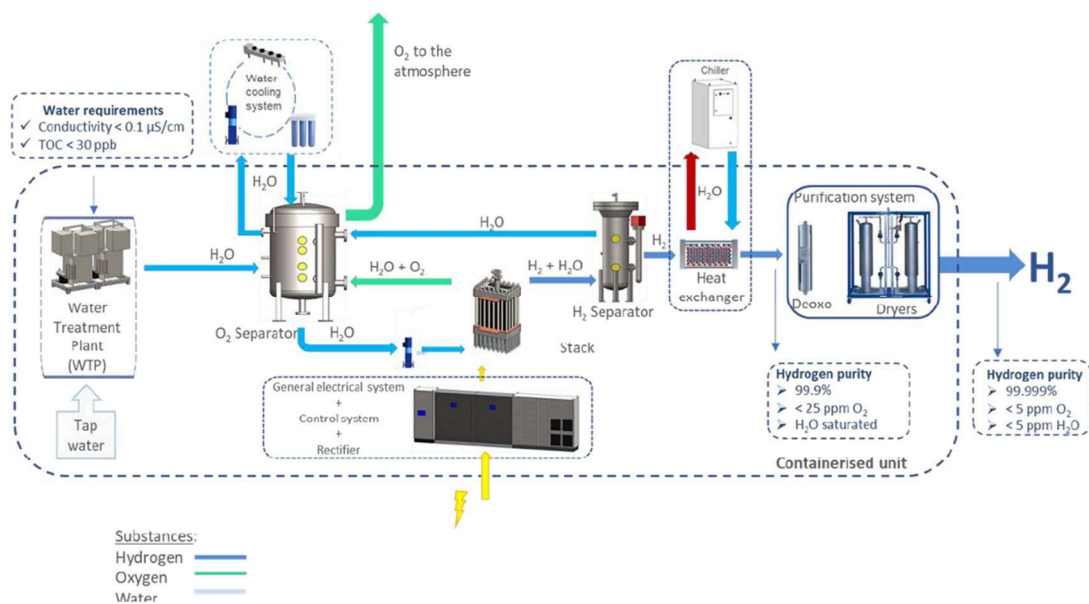 O2 to the
atmosphere
Water
cooling
system
Chiller
Water requirements
✓ Conductivity < 0.1 µS/cm
✓ TOC < 30 ppb
H2O
H2O
H2O
Purification system
H2O
H2O
H2
H2O + O2
H2 + H2O
Heat
exchanger
Deoxo
Dryers
H2
Water
Treatment
Plant
(WTP)
O2 Separator
H2O
H2 Separator
Stack
Tap
water
General electrical system
+
Control system
+
Rectifier
Hydrogen purity
➢ 99.9%
➢ < 25 ppm O2
➢ H2O saturated
Hydrogen purity
➢ 99.999%
➢ < 5 ppm O2
➢ < 5 ppm H2O
Containerised unit
Substances:
Hydrogen
Oxygen
Water